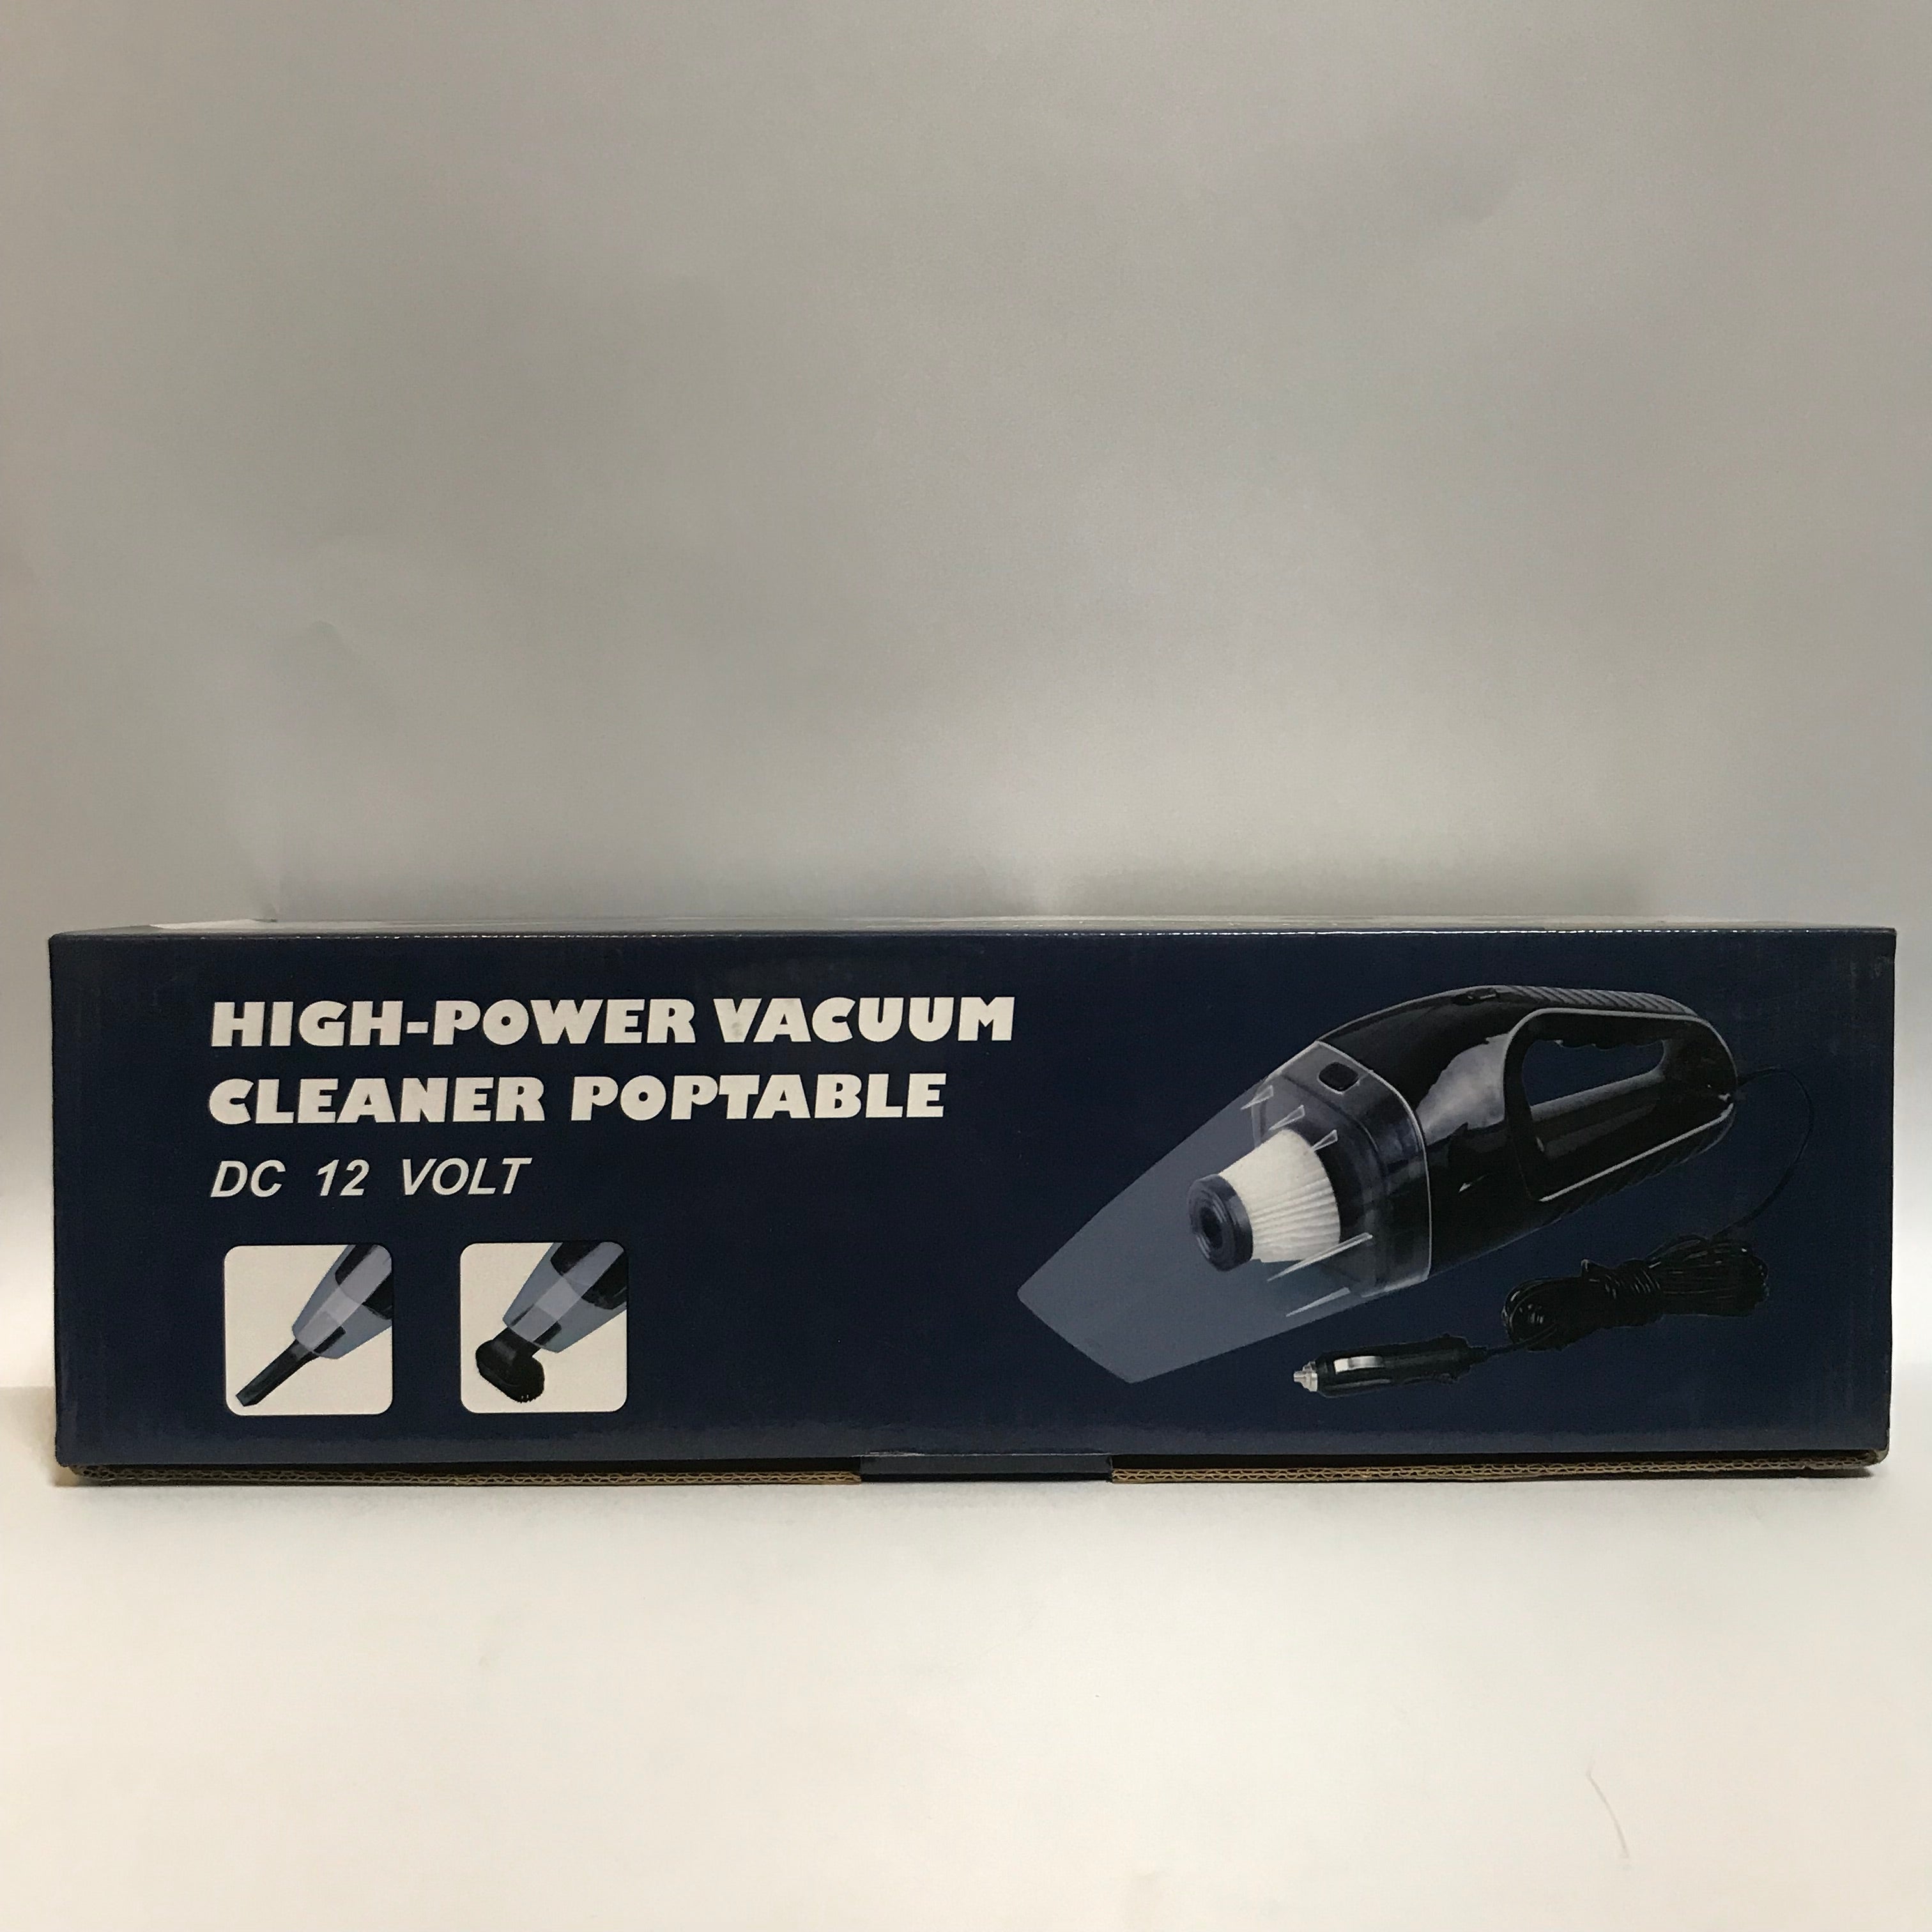 HIGH-POWER VACUUM
CLEANER POPTABLE
DC 12 VOLT